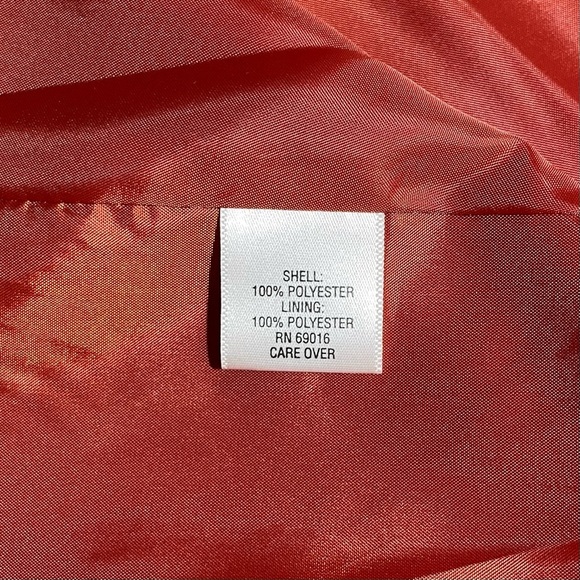 SHELL:
100% POLYESTER
LINING:
100% POLYESTER
RN 69016
CARE OVER